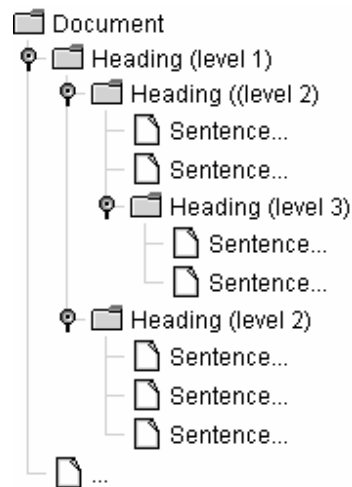 Document
Heading (level 1)
Heading ((level 2)
Sentence...
Sentence...
Heading (level 3)
Sentence...
Sentence...
Heading (level 2)
Sentence...
Sentence...
Sentence...
...